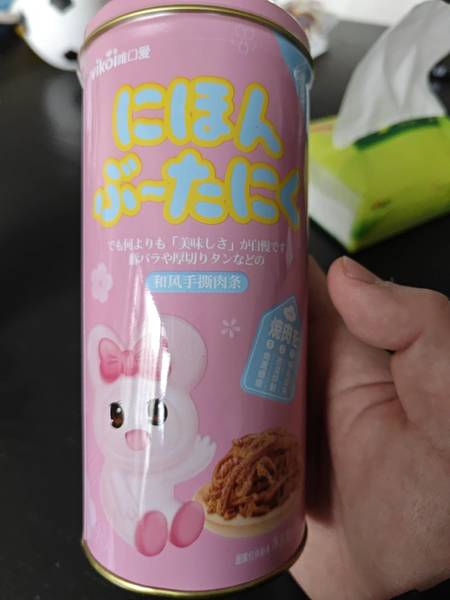 vikoi唯口爱
にほん
ぶーたにく
でも何よりも「美味しさ」が自慢です
豚バラや厚切りタンなどの
和风手撕肉条